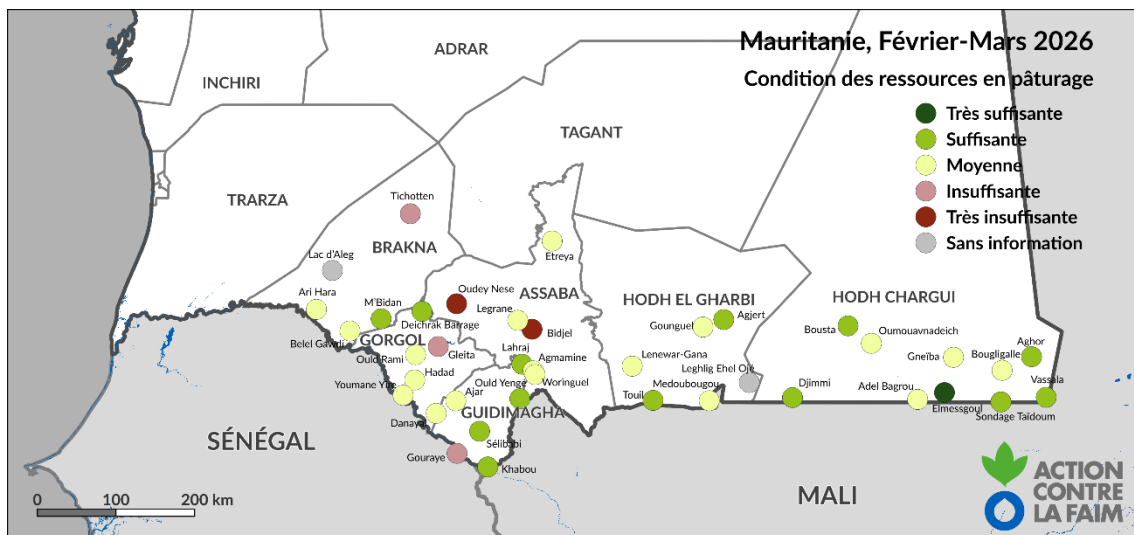 Mauritanie, Février-Mars 2026
Condition des ressources en pâturage
Très suffisante
Suffisante
Moyenne
Insuffisante
Très insuffisante
Sans information
ADRAR
INCHIRI
TAGANT
TRARZA
Tichotten
BRAKNA
Lac d'Aleg
Etreya
Ari Hara
M'Bidan
Oudey Nese
ASSABA
Legrane
HODH EL GHARBI
HODH CHARGUI
Deichrak Barrage
Bidjel
Gounguel
Agjert
Bousta
Oumouavnadeich
Belel Gawdi
GORGOL
Gleita
Ould Rami
Lahraj
Agmamine
Lenewar-Gana
Leghlig Ehel Oje
Gneïba
Bougligalle
Aghor
Hadad
Ould Yengé
Woringuel
Youmane Yire
Ajar
Touil
Medoubougou
Djimmi
Adel Bagrou
Elmessgoul
Vassala
Sondage Taïdoum
Danaya
GUIDIMAGHA
Sélibabi
Gouraye
Khabou
SÉNÉGAL
MALI
0 100 200 km
ACTION
CONTRE
LA FAIM